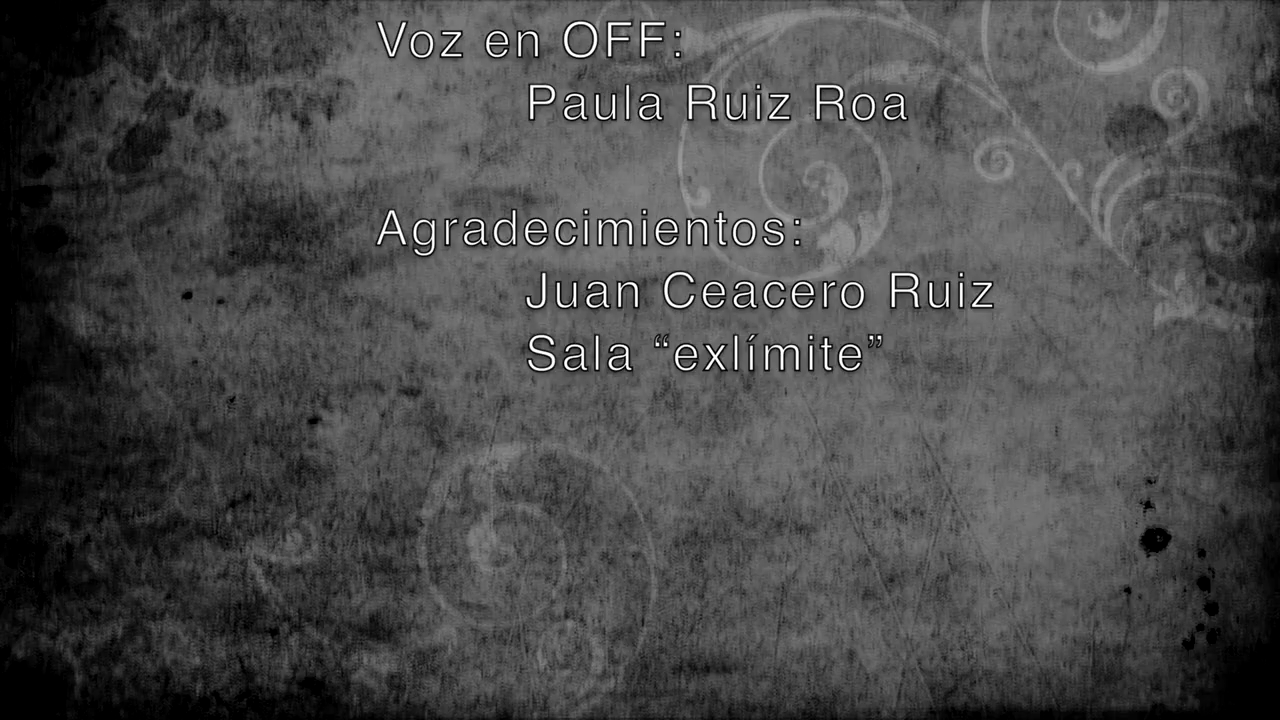 Voz en OFF:
Paula Ruiz Roa
Agradecimientos:
Juan Ceacero Ruiz
Sala “exlímite”